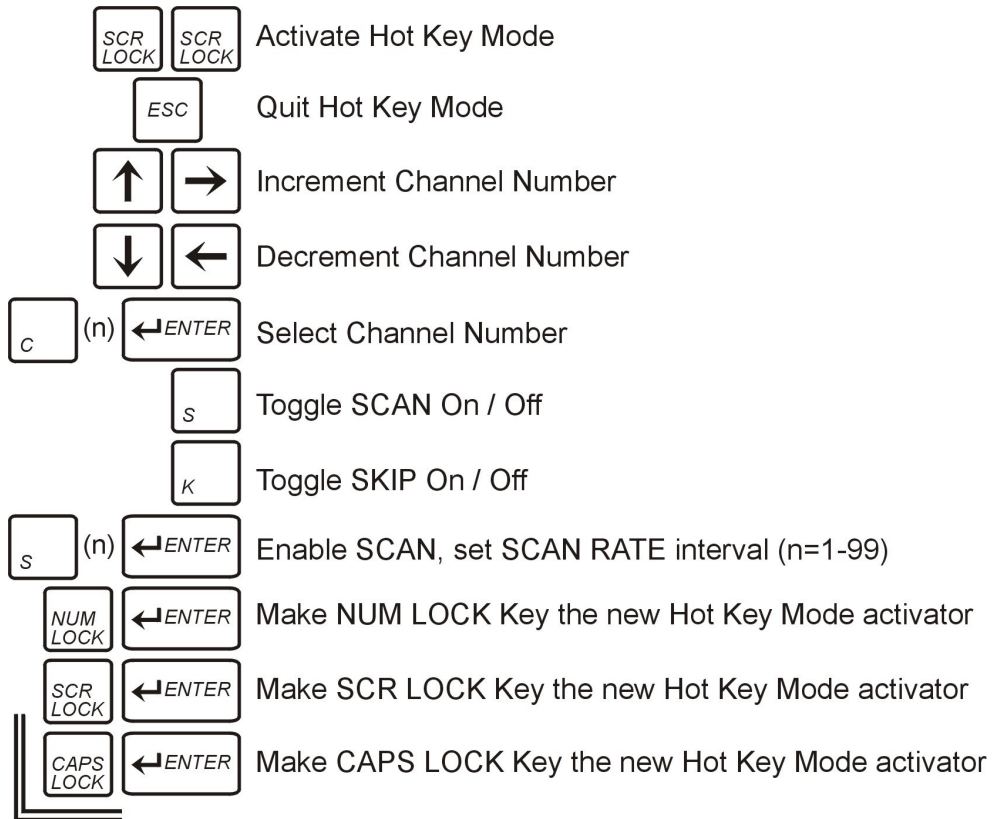 SCR LOCK SCR LOCK Activate Hot Key Mode
ESC Quit Hot Key Mode
↑ → Increment Channel Number
↓ ← Decrement Channel Number
C (n) ↵ENTER Select Channel Number
S Toggle SCAN On / Off
K Toggle SKIP On / Off
S (n) ↵ENTER Enable SCAN, set SCAN RATE interval (n=1-99)
NUM LOCK ↵ENTER Make NUM LOCK Key the new Hot Key Mode activator
SCR LOCK ↵ENTER Make SCR LOCK Key the new Hot Key Mode activator
CAPS LOCK ↵ENTER Make CAPS LOCK Key the new Hot Key Mode activator